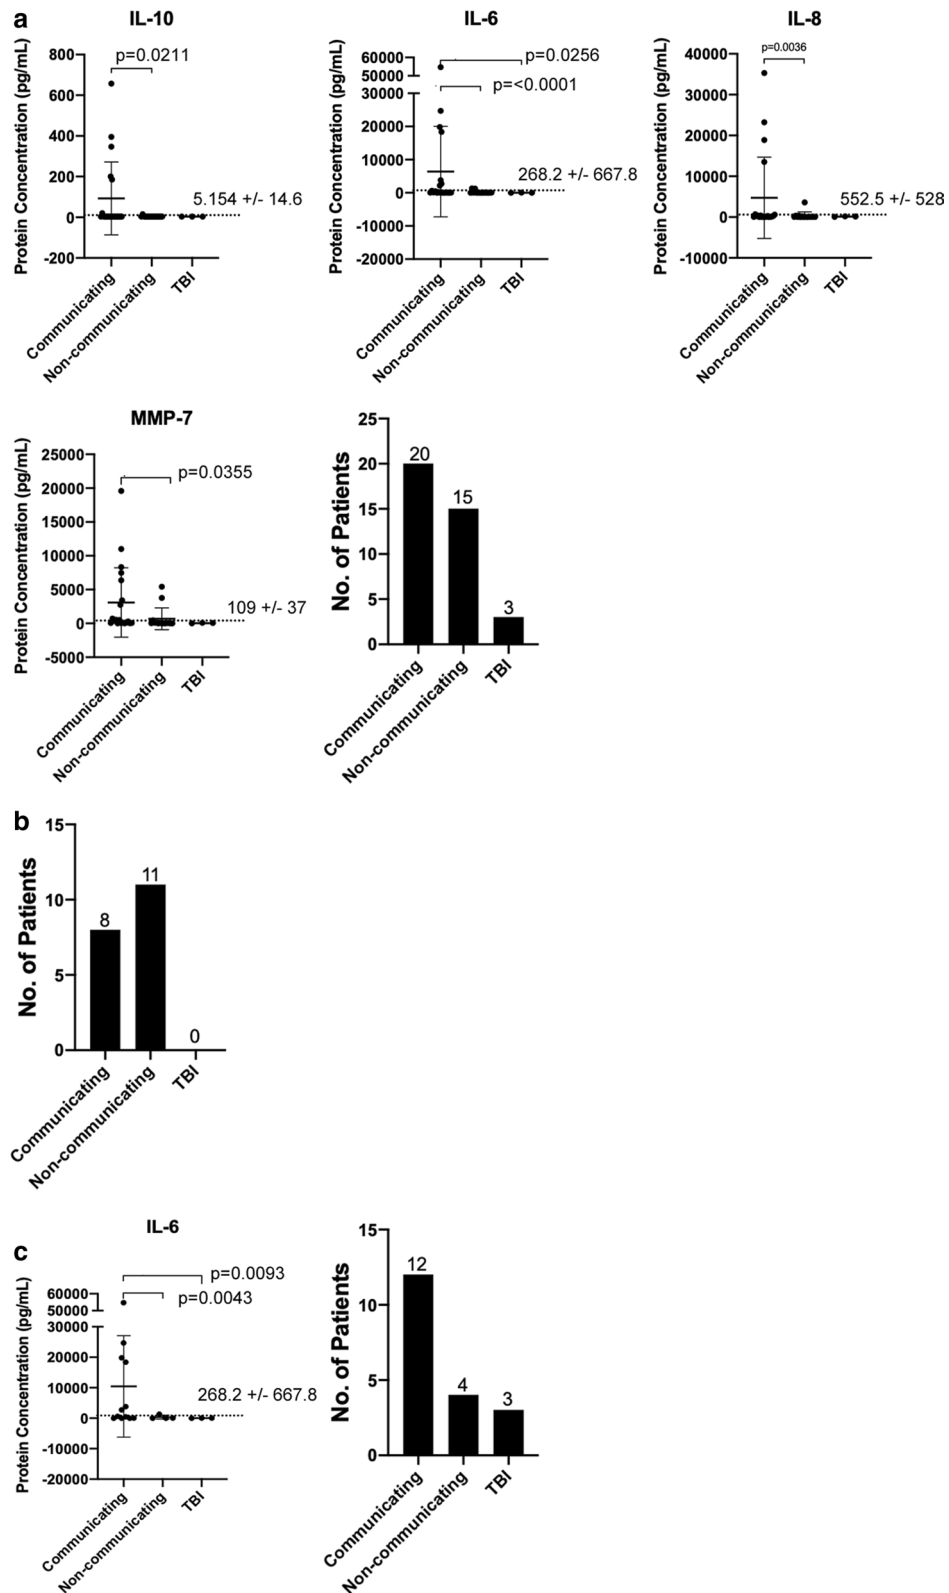 a
IL-10
Protein Concentration (pg/mL)
800
600
400
200
0
-200
p=0.0211
5.154 +/- 14.6
Communicating
Non-communicating
TBI
IL-6
Protein Concentration (pg/mL)
60000
50000
30000
20000
10000
0
-10000
-20000
p=0.0256
p=<0.0001
268.2 +/- 667.8
Communicating
Non-communicating
TBI
IL-8
Protein Concentration (pg/mL)
40000
30000
20000
10000
0
-10000
p=0.0036
552.5 +/- 528
Communicating
Non-communicating
TBI
MMP-7
Protein Concentration (pg/mL)
25000
20000
15000
10000
5000
0
-5000
p=0.0355
109 +/- 37
Communicating
Non-communicating
TBI
No. of Patients
25
20
15
10
5
0
20
15
3
Communicating
Non-communicating
TBI
b
No. of Patients
15
10
5
0
8
11
0
Communicating
Non-communicating
TBI
c
IL-6
Protein Concentration (pg/mL)
60000
50000
30000
20000
10000
0
-10000
-20000
p=0.0093
p=0.0043
268.2 +/- 667.8
Communicating
Non-communicating
TBI
No. of Patients
15
10
5
0
12
4
3
Communicating
Non-communicating
TBI